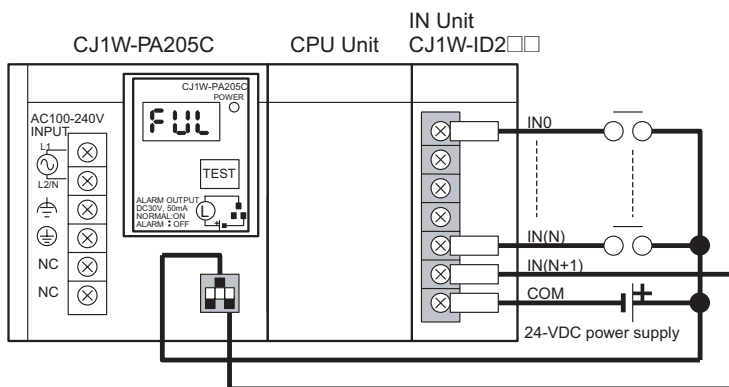 IN Unit
CJ1W-PA205C CPU Unit CJ1W-ID2□□
CJ1W-PA205C
POWER
FUL
AC100-240V
INPUT
L1
L2/N
NC
NC
TEST
ALARM OUTPUT
DC30V, 50mA
NORMAL:ON
ALARM : OFF
L
+
IN0
IN(N)
IN(N+1)
COM
+
24-VDC power supply